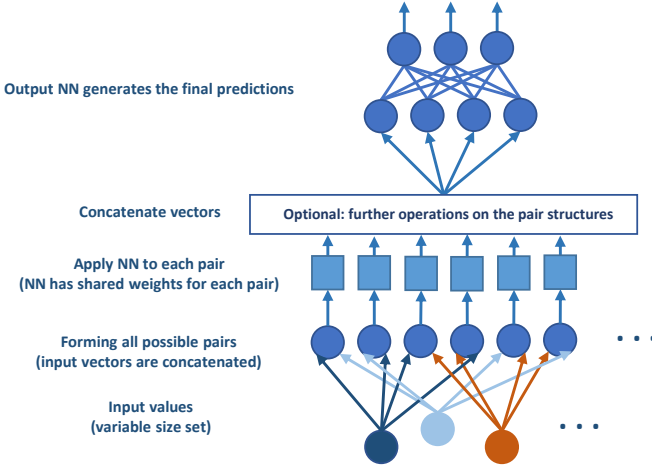 Output NN generates the final predictions
Concatenate vectors
Optional: further operations on the pair structures
Apply NN to each pair
(NN has shared weights for each pair)
Forming all possible pairs
(input vectors are concatenated)
. . .
Input values
(variable size set)
. . .